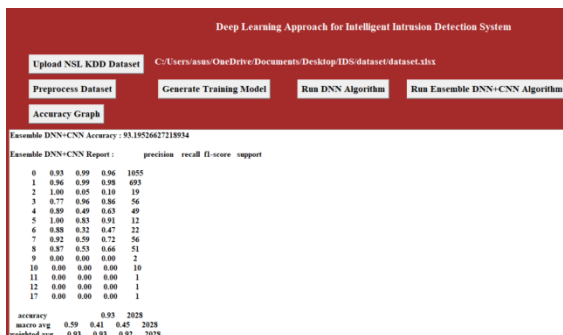 Deep Learning Approach for Intelligent Intrusion Detection System
Upload NSL KDD Dataset C:/Users/asus/OneDrive/Documents/Desktop/IDS/dataset/dataset.xlsx
Preprocess Dataset Generate Training Model Run DNN Algorithm Run Ensemble DNN+CNN Algorithm
Accuracy Graph
Ensemble DNN+CNN Accuracy : 93.19526627218934
Ensemble DNN+CNN Report : precision recall f1-score support
0 0.93 0.99 0.96 1055
1 0.96 0.99 0.98 693
2 1.00 0.05 0.10 19
3 0.77 0.96 0.86 56
4 0.89 0.49 0.63 49
5 1.00 0.83 0.91 12
6 0.88 0.32 0.47 22
7 0.92 0.59 0.72 56
8 0.87 0.53 0.66 51
9 0.00 0.00 0.00 2
10 0.00 0.00 0.00 10
11 0.00 0.00 0.00 1
12 0.00 0.00 0.00 1
17 0.00 0.00 0.00 1
accuracy 0.93 2028
macro avg 0.59 0.41 0.45 2028
weighted avg 0.93 0.93 0.92 2028